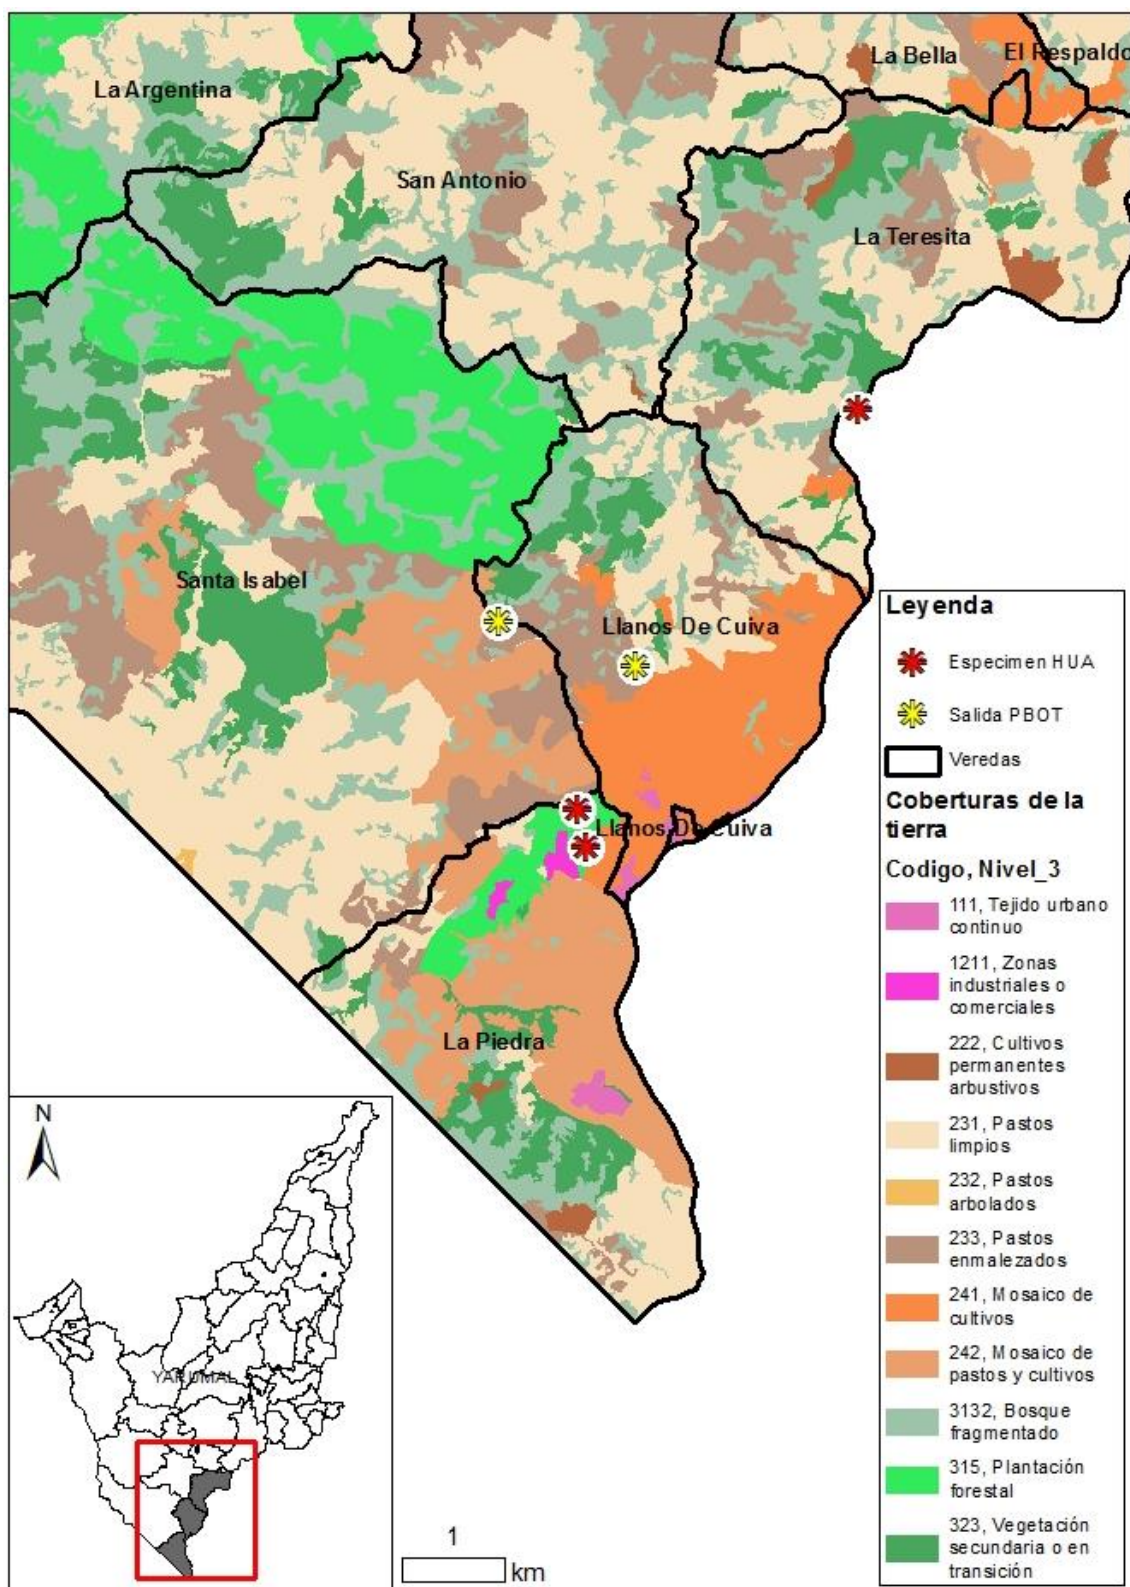 La Argentina
La Bella
El Respaldo
San Antonio
La Teresita
Santa Isabel
Llanos De Cuiva
Llanos De Cuiva
La Piedra
Leyenda
Especimen HUA
Salida PBOT
Veredas
Coberturas de la
tierra
Codigo, Nivel_3
111, Tejido urbano
continuo
1211, Zonas
industriales o
comerciales
222, Cultivos
permanentes
arbustivos
231, Pastos
limpios
232, Pastos
arbolados
233, Pastos
enmalezados
241, Mosaico de
cultivos
242, Mosaico de
pastos y cultivos
3132, Bosque
fragmentado
315, Plantación
forestal
323, Vegetación
secundaria o en
transición
N
YARUMAL
1
km